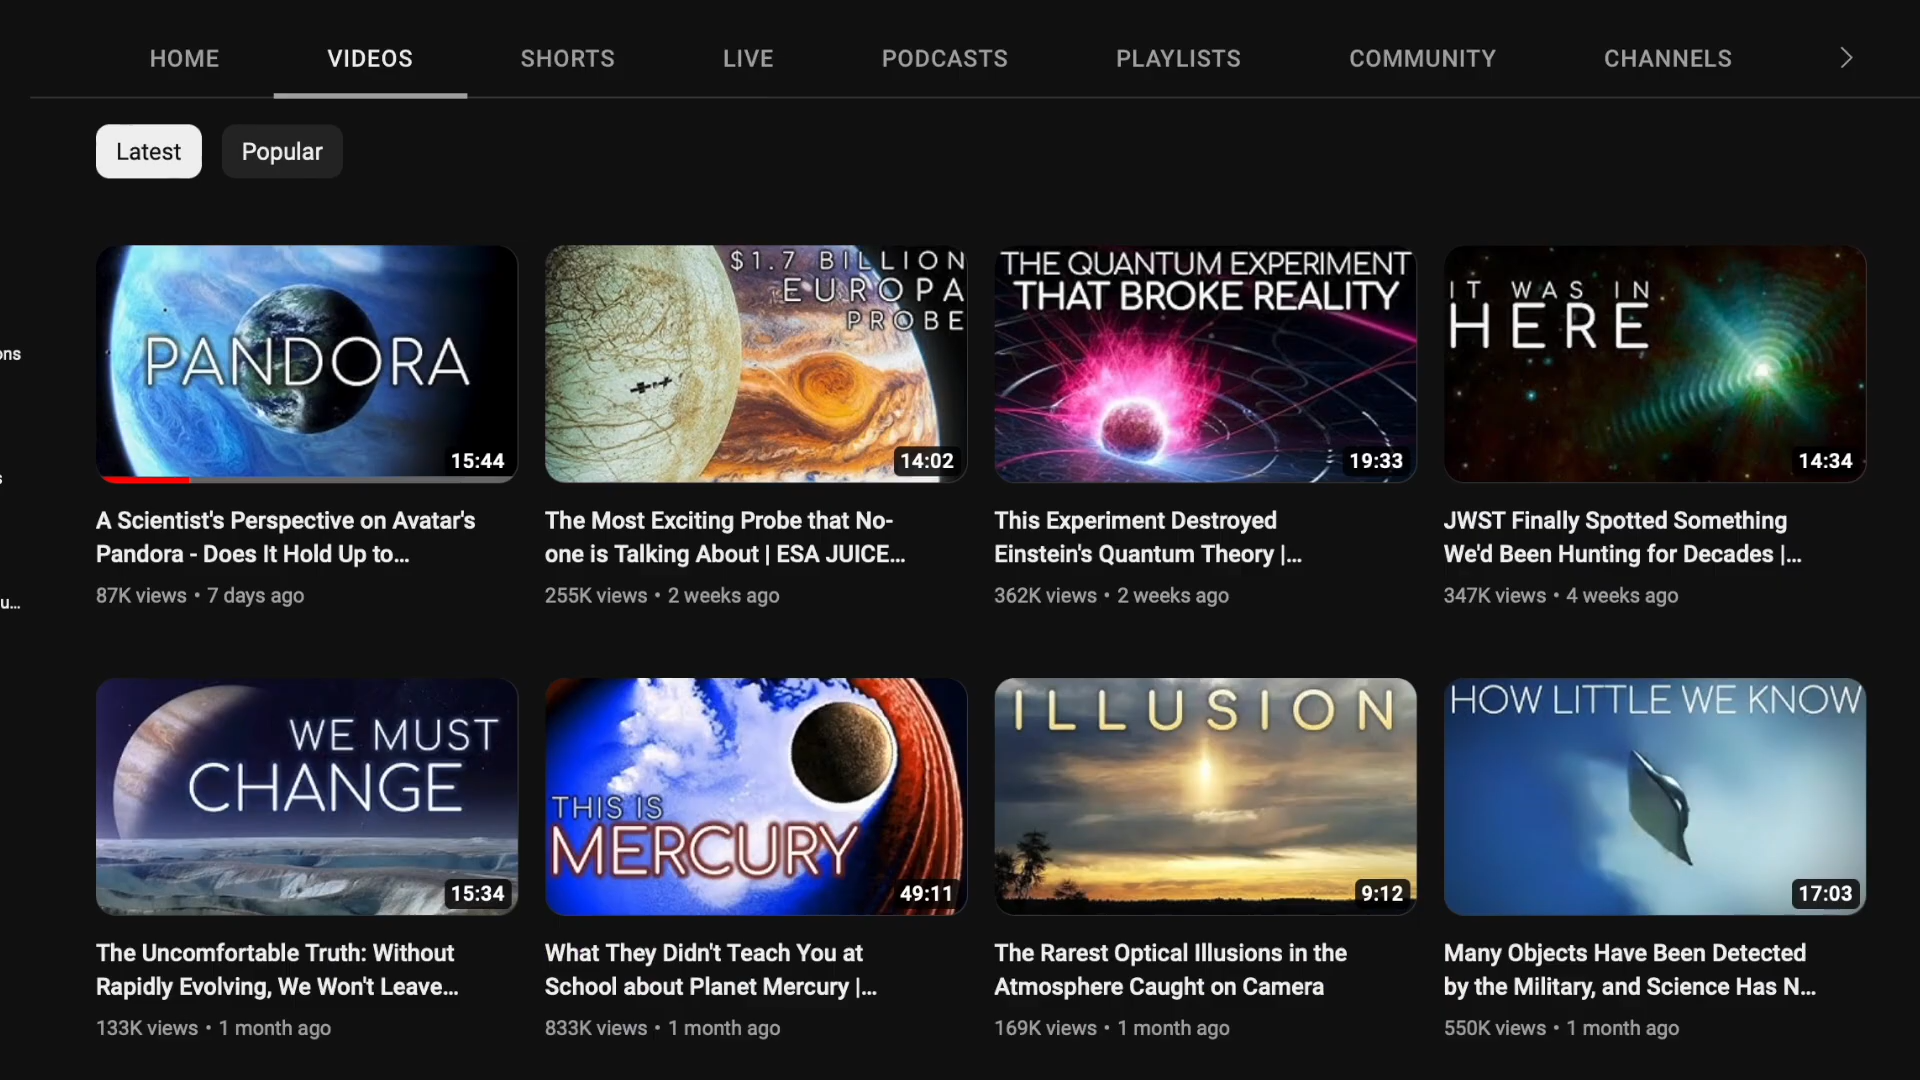 HOME VIDEOS SHORTS LIVE PODCASTS PLAYLISTS COMMUNITY CHANNELS
Latest Popular
ons
s
u...
PANDORA
15:44
A Scientist's Perspective on Avatar's
Pandora - Does It Hold Up to...
87K views • 7 days ago
$1.7 BILLION
EUROPA
PROBE
14:02
The Most Exciting Probe that No-
one is Talking About | ESA JUICE...
255K views • 2 weeks ago
THE QUANTUM EXPERIMENT
THAT BROKE REALITY
19:33
This Experiment Destroyed
Einstein's Quantum Theory |...
362K views • 2 weeks ago
IT WAS IN
HERE
14:34
JWST Finally Spotted Something
We'd Been Hunting for Decades |...
347K views • 4 weeks ago
WE MUST
CHANGE
15:34
The Uncomfortable Truth: Without
Rapidly Evolving, We Won't Leave...
133K views • 1 month ago
THIS IS
MERCURY
49:11
What They Didn't Teach You at
School about Planet Mercury |...
833K views • 1 month ago
ILLUSION
9:12
The Rarest Optical Illusions in the
Atmosphere Caught on Camera
169K views • 1 month ago
HOW LITTLE WE KNOW
17:03
Many Objects Have Been Detected
by the Military, and Science Has N...
550K views • 1 month ago